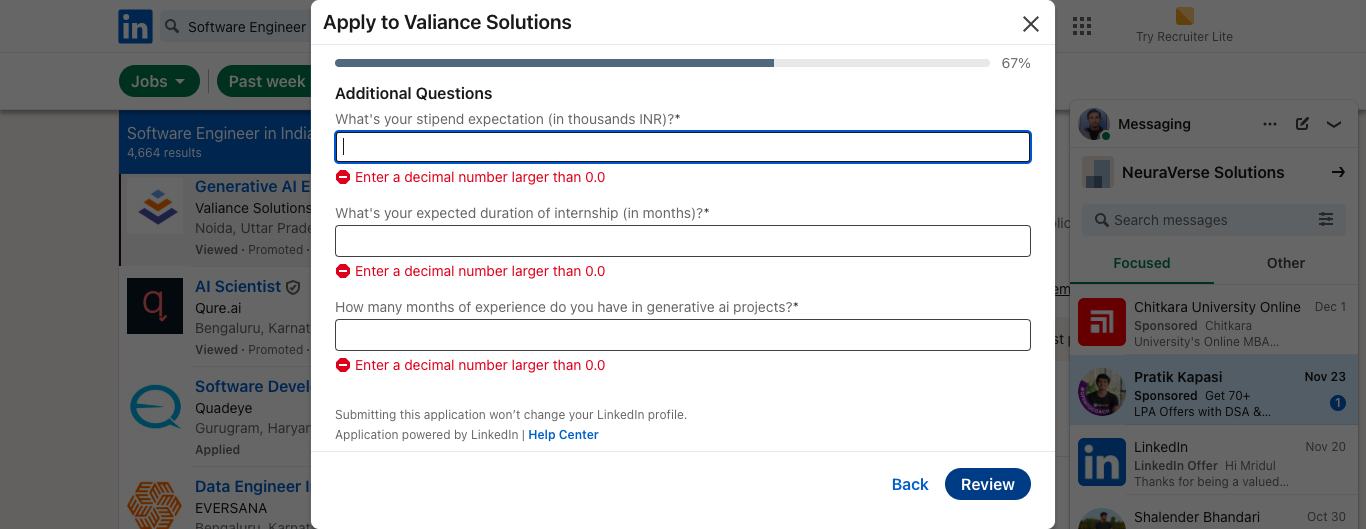 Software Engineer
Try Recruiter Lite
Jobs
Past week
Software Engineer in India
4,664 results
Generative AI E
Valiance Solutions
Noida, Uttar Prade
Viewed · Promoted ·
AI Scientist
Qure.ai
Bengaluru, Karnat
Viewed · Promoted ·
Software Devel
Quadeye
Gurugram, Haryan
Applied
Data Engineer I
EVERSANA
Bengaluru, Karnat
Apply to Valiance Solutions
67%
Additional Questions
What's your stipend expectation (in thousands INR)?*
Enter a decimal number larger than 0.0
What's your expected duration of internship (in months)?*
Enter a decimal number larger than 0.0
How many months of experience do you have in generative ai projects?*
Enter a decimal number larger than 0.0
Submitting this application won't change your LinkedIn profile.
Application powered by LinkedIn | Help Center
Back
Review
Messaging
NeuraVerse Solutions
Search messages
Focused
Other
Chitkara University Online Dec 1
Sponsored Chitkara
University's Online MBA...
Pratik Kapasi Nov 23
Sponsored Get 70+
LPA Offers with DSA &... 1
LinkedIn Nov 20
LinkedIn Offer Hi Mridul
Thanks for being a valued...
Shalender Bhandari Oct 30